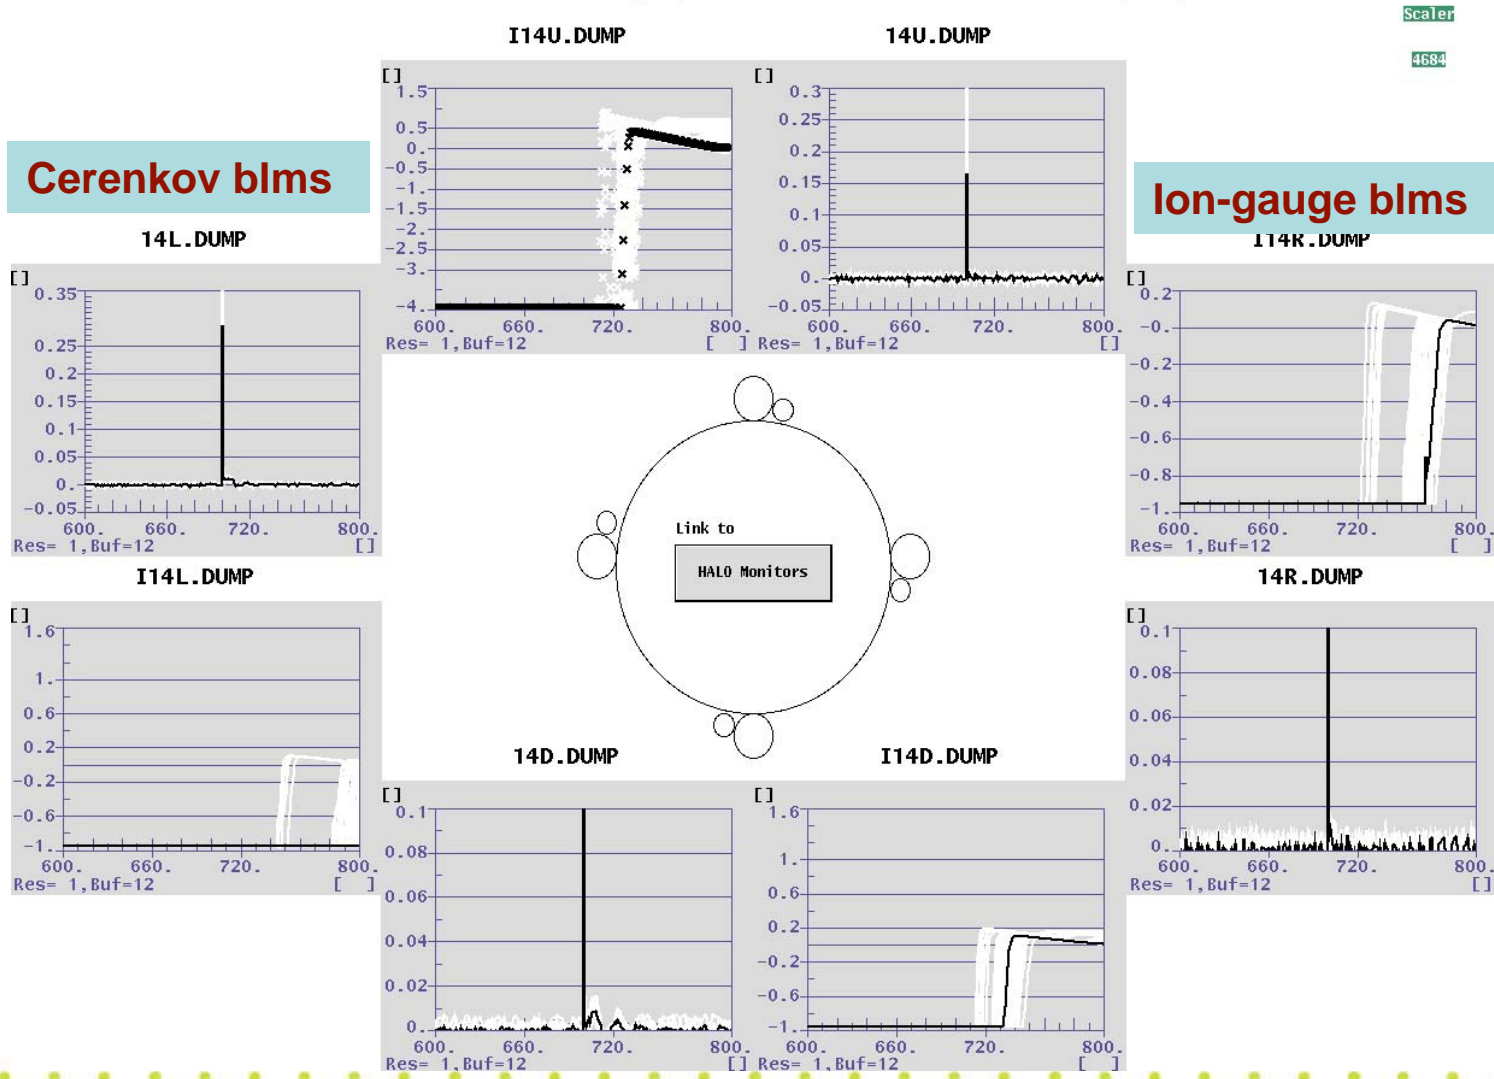 Scaler
4684
I14U.DUMP
[]
1.5
0.5
-0.
-0.5
-1.
-1.5
-2.
-2.5
-3.
-4.
600. 660. 720. 800.
Res= 1,Buf=12 [ ]
14U.DUMP
[]
0.3
0.25
0.2
0.15
0.1
0.05
0.
-0.05
600. 660. 720. 800.
Res= 1,Buf=12 []
Cerenkov blms
Ion-gauge blms
14L.DUMP
[]
0.35
0.25
0.2
0.15
0.1
0.05
0.
-0.05
600. 660. 720. 800.
Res= 1,Buf=12 []
I14R.DUMP
[]
0.2
-0.
-0.2
-0.4
-0.6
-0.8
-1.
600. 660. 720. 800.
Res= 1,Buf=12 [ ]
Link to
HALO Monitors
I14L.DUMP
[]
1.6
1.
0.6
0.2
-0.2
-0.6
-1.
600. 660. 720. 800.
Res= 1,Buf=12 [ ]
14R.DUMP
[]
0.1
0.08
0.06
0.04
0.02
0.
600. 660. 720. 800.
Res= 1,Buf=12 []
14D.DUMP
[]
0.1
0.08
0.06
0.04
0.02
0.
600. 660. 720. 800.
Res= 1,Buf=12 []
I14D.DUMP
[]
1.6
1.
0.6
0.2
-0.2
-0.6
-1.
600. 660. 720. 800.
Res= 1,Buf=12 [ ]